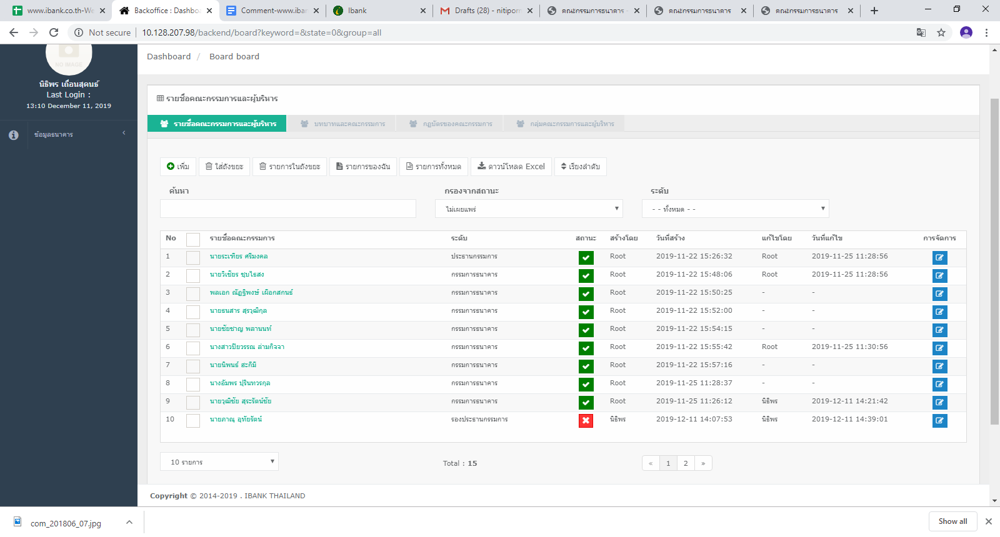 www.ibank.co.th-We
Backoffice : Dashboa
Comment-www.iban
Ibank
Drafts (28) - nitiporn
คณะกรรมการธนาคาร -
คณะกรรมการธนาคาร
คณะกรรมการธนาคาร
Not secure
10.128.207.98/backend/board?keyword=&state=0&group=all
NO IMAGE
นิธิพร เถื่อนสุคนธ์
Last Login :
13:10 December 11, 2019
ข้อมูลธนาคาร
Dashboard / Board board
รายชื่อคณะกรรมการและผู้บริหาร
รายชื่อคณะกรรมการและผู้บริหาร บทบาทและคณะกรรมการ กฎบัตรของคณะกรรมการ กลุ่มคณะกรรมการและผู้บริหาร
เพิ่ม ใส่ถังขยะ รายการในถังขยะ รายการของฉัน รายการทั้งหมด ดาวน์โหลด Excel เรียงลำดับ
ค้นหา กรองจากสถานะ ระดับ
ไม่เผยแพร่ - - ทั้งหมด - -
No รายชื่อคณะกรรมการ ระดับ สถานะ สร้างโดย วันที่สร้าง แก้ไขโดย วันที่แก้ไข การจัดการ
1 นายระเฑียร ศรีมงคล ประธานกรรมการ Root 2019-11-22 15:26:32 Root 2019-11-25 11:28:56
2 นายวิเชียร ชุบไธสง กรรมการธนาคาร Root 2019-11-22 15:48:06 Root 2019-11-25 11:28:56
3 พลเอก ณัฏฐิพงษ์ เผือกสกนธ์ กรรมการธนาคาร Root 2019-11-22 15:50:25 - -
4 นายธนสาร สุรวุฒิกุล กรรมการธนาคาร Root 2019-11-22 15:52:00 - -
5 นายชัยชาญ พลานนท์ กรรมการธนาคาร Root 2019-11-22 15:54:15 - -
6 นางสาวปิยวรรณ ล่ามกิจจา กรรมการธนาคาร Root 2019-11-22 15:55:42 Root 2019-11-25 11:30:56
7 นายนิพนธ์ ฮะกีมี กรรมการธนาคาร Root 2019-11-22 15:57:16 - -
8 นางอัมพร ปุรินทวรกุล กรรมการธนาคาร Root 2019-11-25 11:28:37 - -
9 นายวุฒิชัย สุระรัตน์ชัย กรรมการธนาคาร Root 2019-11-25 11:26:12 นิธิพร 2019-12-11 14:21:42
10 นายภาณุ อุทัยรัตน์ รองประธานกรรมการ นิธิพร 2019-12-11 14:07:53 นิธิพร 2019-12-11 14:39:01
10 รายการ Total : 15 « 1 2 »
Copyright © 2014-2019 . IBANK THAILAND
com_201806_07.jpg
Show all